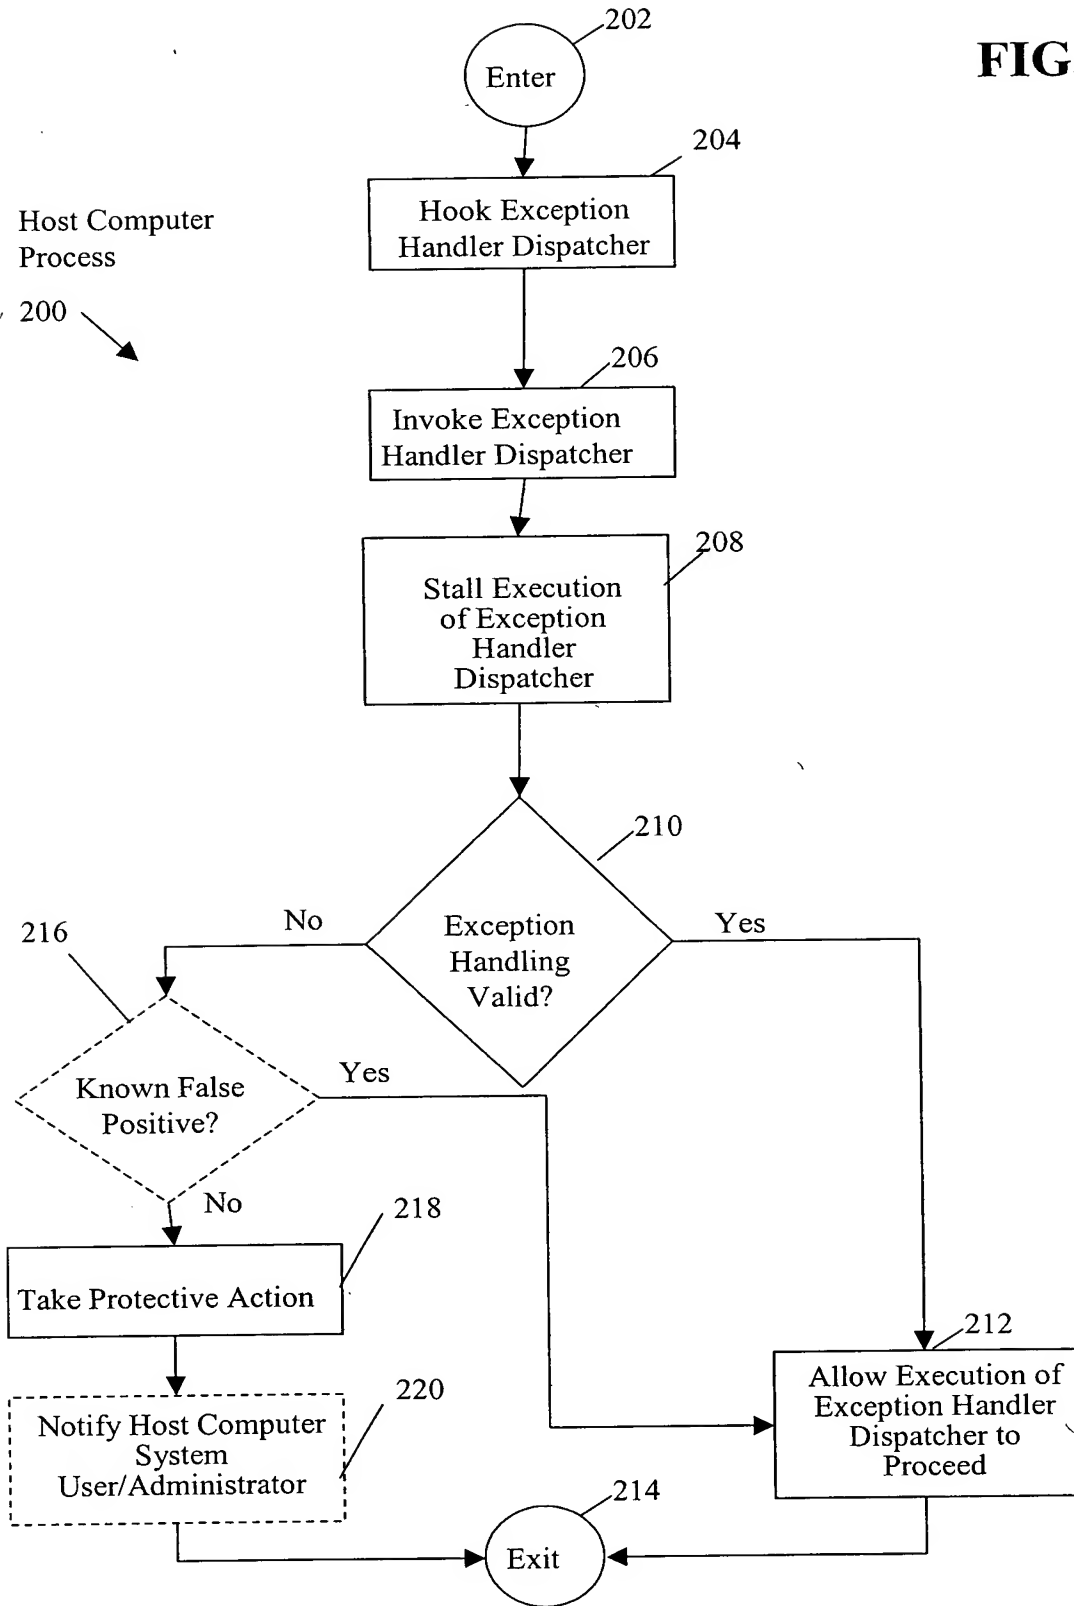 202
FIG
Enter
204
Hook Exception
Handler Dispatcher
Host Computer
Process
200
206
Invoke Exception
Handler Dispatcher
208
Stall Execution
of Exception
Handler
Dispatcher
210
Exception
Handling
Valid?
No
Yes
216
Known False
Positive?
Yes
No
218
Take Protective Action
212
Allow Execution of
Exception Handler
Dispatcher to
Proceed
220
Notify Host Computer
System
User/Administrator
214
Exit